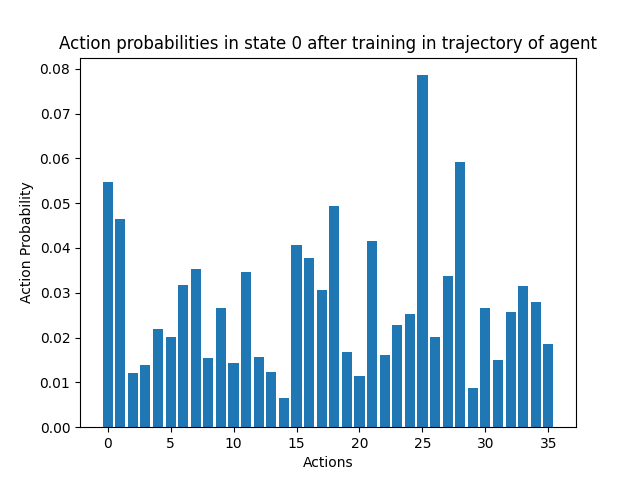 Action probabilities in state 0 after training in trajectory of agent
0.08
0.07
0.06
0.05
0.04
0.03
0.02
0.01
0.00
Action Probability
0 5 10 15 20 25 30 35
Actions